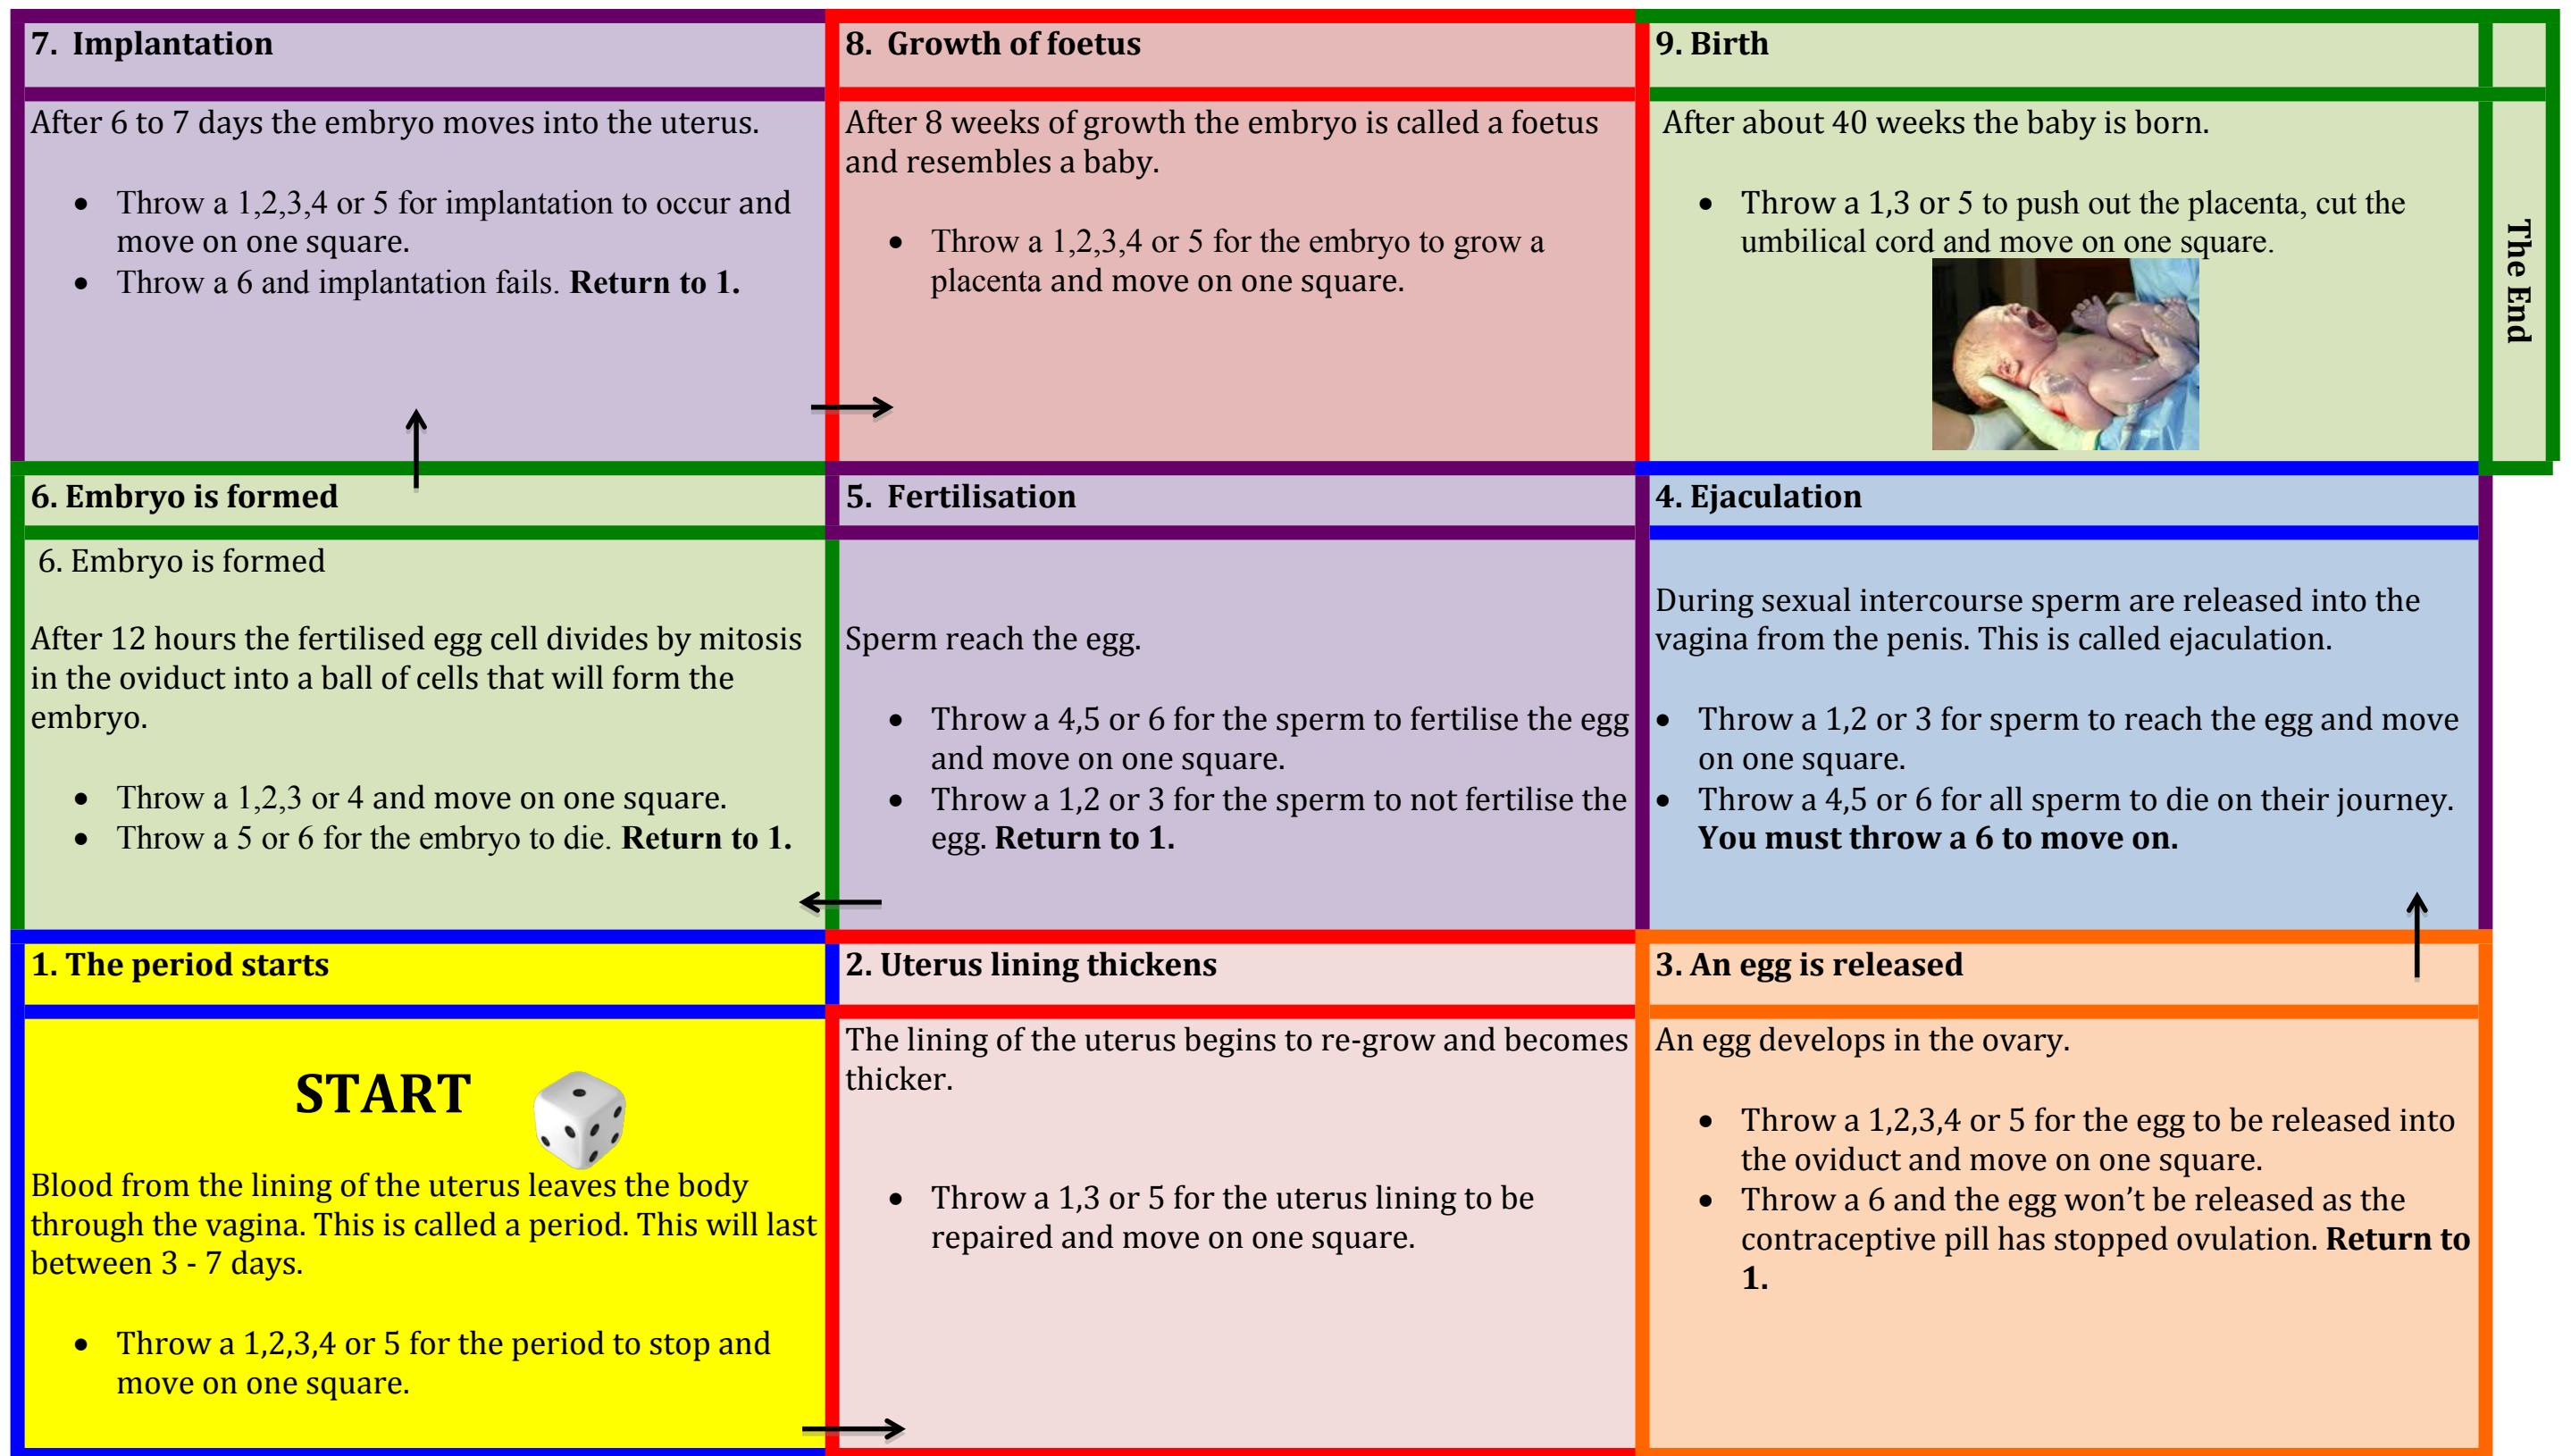 7. Implantation
After 6 to 7 days the embryo moves into the uterus.
• Throw a 1,2,3,4 or 5 for implantation to occur and
move on one square.
• Throw a 6 and implantation fails. Return to 1.
8. Growth of foetus
After 8 weeks of growth the embryo is called a foetus
and resembles a baby.
• Throw a 1,2,3,4 or 5 for the embryo to grow a
placenta and move on one square.
9. Birth
After about 40 weeks the baby is born.
• Throw a 1,3 or 5 to push out the placenta, cut the
umbilical cord and move on one square.
The End
6. Embryo is formed
6. Embryo is formed
After 12 hours the fertilised egg cell divides by mitosis
in the oviduct into a ball of cells that will form the
embryo.
• Throw a 1,2,3 or 4 and move on one square.
• Throw a 5 or 6 for the embryo to die. Return to 1.
5. Fertilisation
Sperm reach the egg.
• Throw a 4,5 or 6 for the sperm to fertilise the egg
and move on one square.
• Throw a 1,2 or 3 for the sperm to not fertilise the
egg. Return to 1.
4. Ejaculation
During sexual intercourse sperm are released into the
vagina from the penis. This is called ejaculation.
• Throw a 1,2 or 3 for sperm to reach the egg and move
on one square.
• Throw a 4,5 or 6 for all sperm to die on their journey.
You must throw a 6 to move on.
1. The period starts
START
Blood from the lining of the uterus leaves the body
through the vagina. This is called a period. This will last
between 3 - 7 days.
• Throw a 1,2,3,4 or 5 for the period to stop and
move on one square.
2. Uterus lining thickens
The lining of the uterus begins to re-grow and becomes
thicker.
• Throw a 1,3 or 5 for the uterus lining to be
repaired and move on one square.
3. An egg is released
An egg develops in the ovary.
• Throw a 1,2,3,4 or 5 for the egg to be released into
the oviduct and move on one square.
• Throw a 6 and the egg won’t be released as the
contraceptive pill has stopped ovulation. Return to
1.